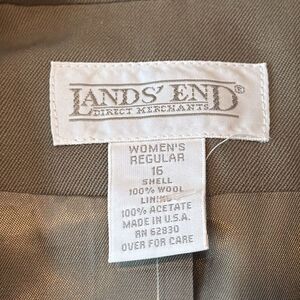 LANDS' END®
DIRECT MERCHANTS
WOMEN'S
REGULAR
16
SHELL
100% WOOL
LINING
100% ACETATE
MADE IN U.S.A.
RN 62830
OVER FOR CARE